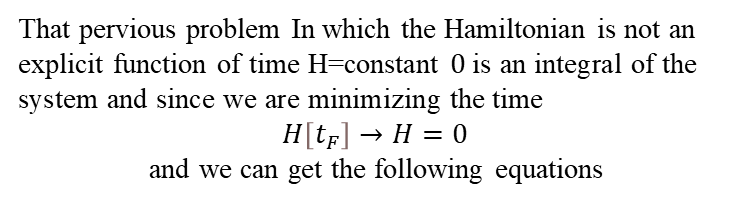 That pervious problem In which the Hamiltonian is not an
explicit function of time H=constant 0 is an integral of the
system and since we are minimizing the time
H[t_F] → H = 0
and we can get the following equations